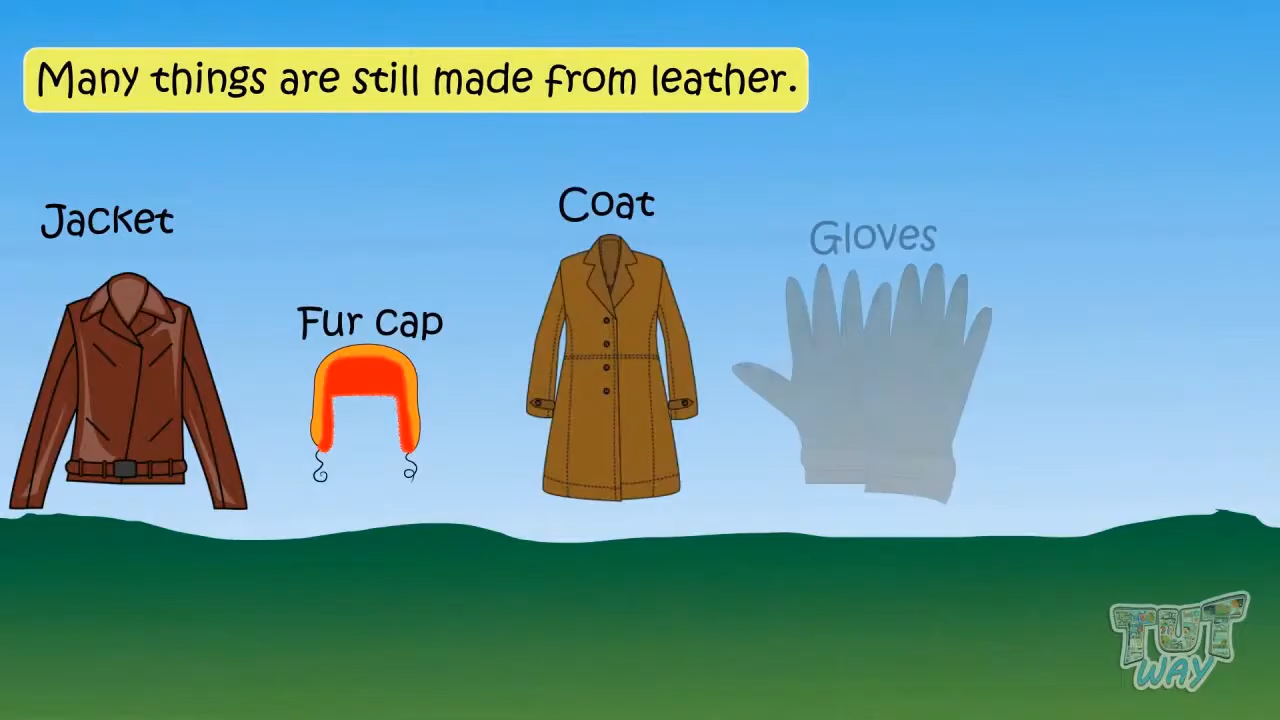 Many things are still made from leather.
Coat
Jacket
Gloves
Fur cap
TUT
WAY